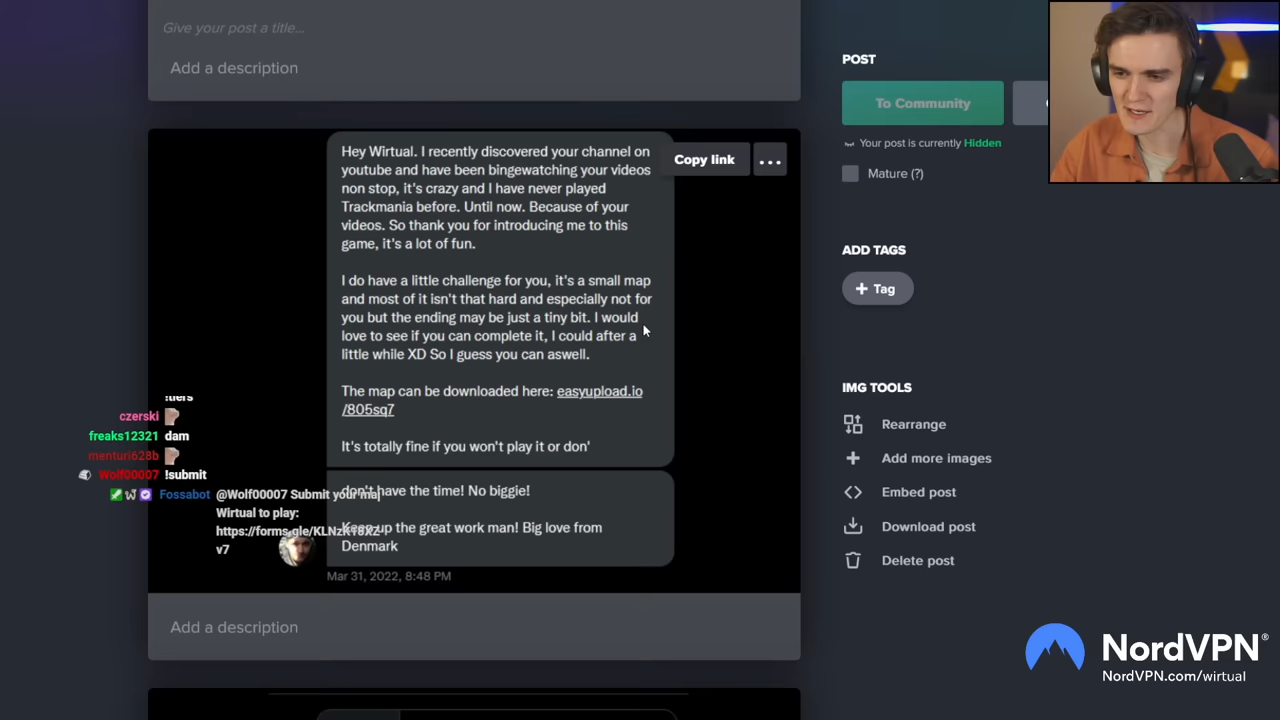 Give your post a title...
Add a description
POST
To Community
Your post is currently Hidden
Mature (?)
Copy link
...
Hey Wirtual. I recently discovered your channel on
youtube and have been bingewatching your videos
non stop, it's crazy and I have never played
Trackmania before. Until now. Because of your
videos. So thank you for introducing me to this
game, it's a lot of fun.
I do have a little challenge for you, it's a small map
and most of it isn't that hard and especially not for
you but the ending may be just a tiny bit. I would
love to see if you can complete it, I could after a
little while XD So I guess you can aswell.
The map can be downloaded here: easyupload.io
/805sq7
It's totally fine if you won't play it or don'
don't have the time! No biggie!
Keep up the great work man! Big love from
Denmark
Mar 31, 2022, 8:48 PM
!tiers
czerski
freaks12321 dam
menturi628b
Wolf00007 !submit
Fossabot @Wolf00007 Submit your
Wirtual to play:
v7
Add a description
ADD TAGS
+ Tag
IMG TOOLS
Rearrange
Add more images
Embed post
Download post
Delete post
NordVPN®
NordVPN.com/wirtual